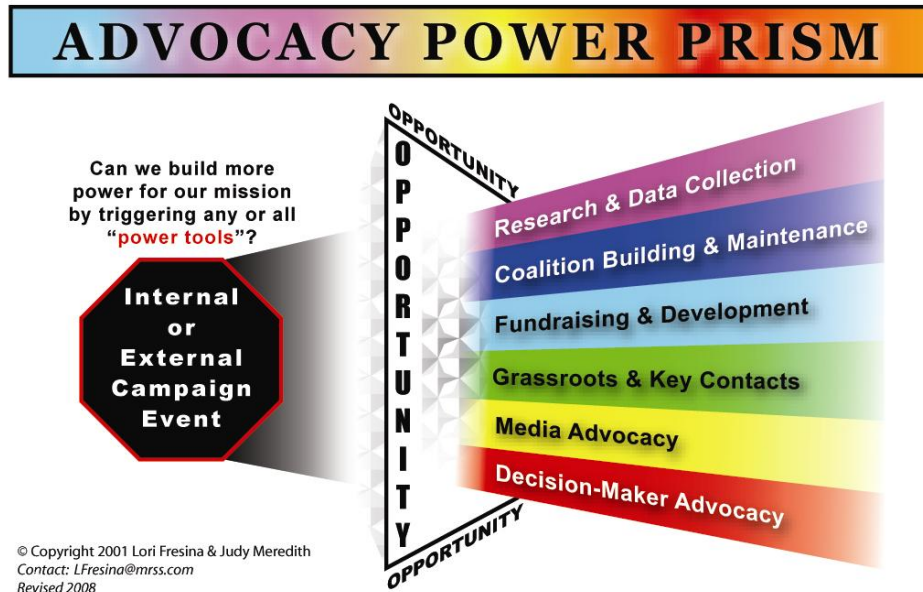 ADVOCACY POWER PRISM
Can we build more
power for our mission
by triggering any or all
“power tools”?
Internal
or
External
Campaign
Event
OPPORTUNITY
OPPORTUNITY
OPPORTUNITY
Research & Data Collection
Coalition Building & Maintenance
Fundraising & Development
Grassroots & Key Contacts
Media Advocacy
Decision-Maker Advocacy
© Copyright 2001 Lori Fresina & Judy Meredith
Contact: LFresina@mrss.com
Revised 2008